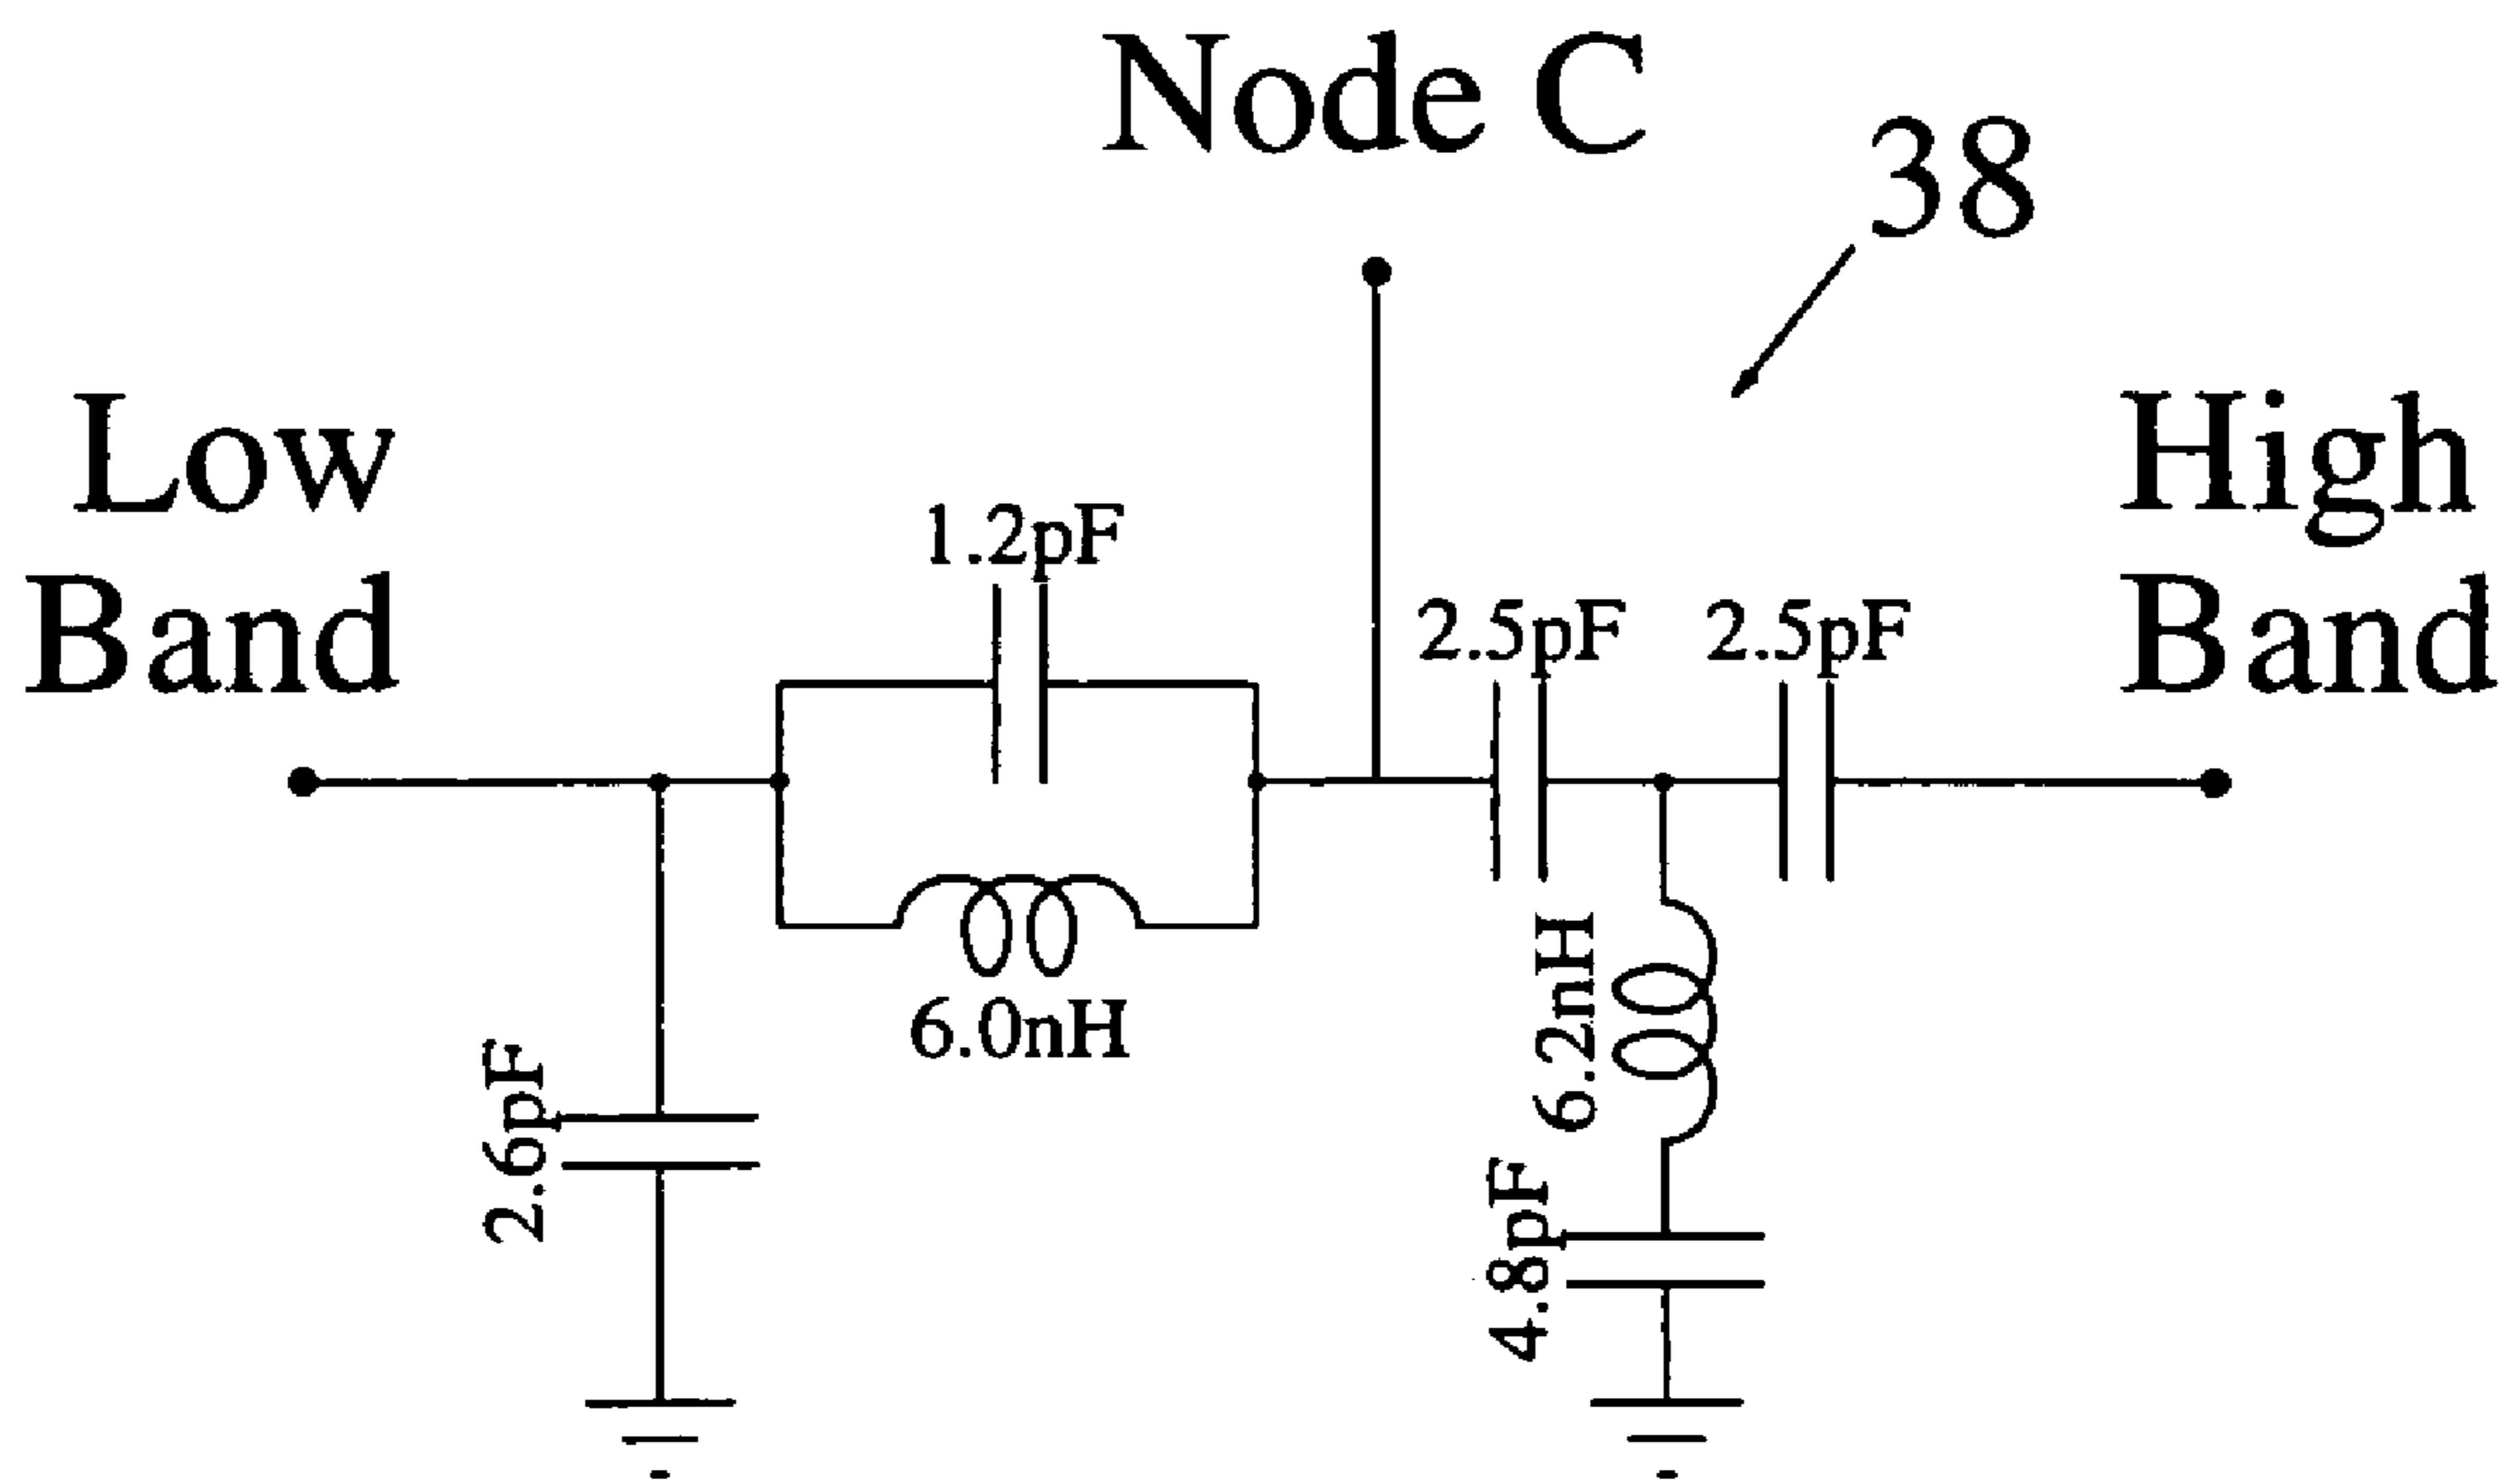 Node C
38
Low
Band
High
Band
1.2pF
2.5pF 2.5pF
6.0nH
6.2nH
2.6pF
4.8pF